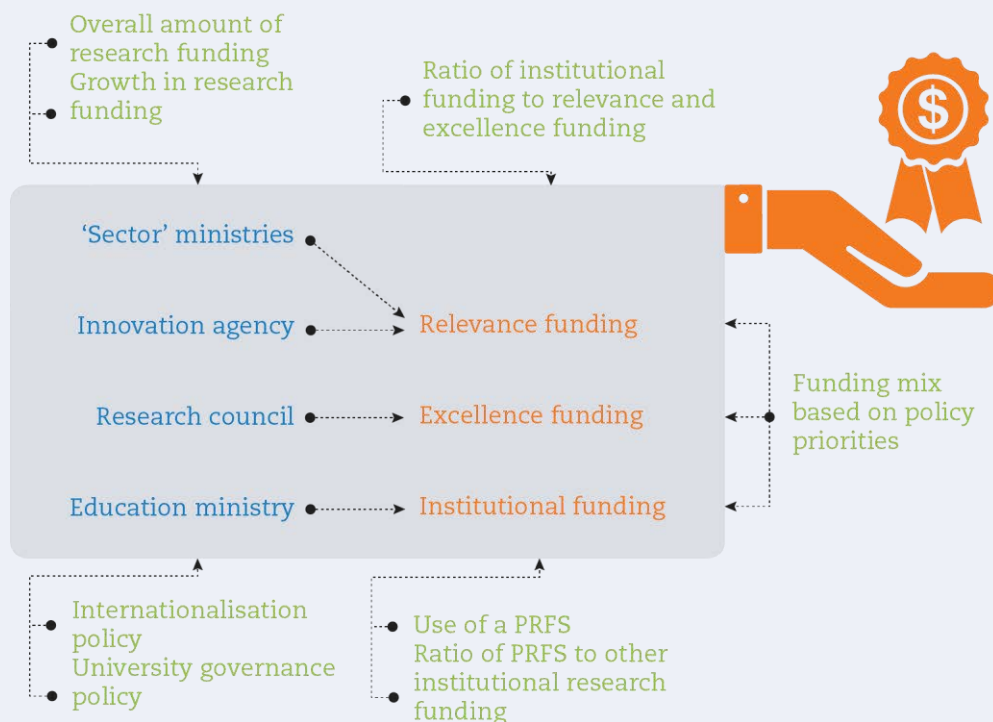 Overall amount of
research funding
Growth in research
funding
Ratio of institutional
funding to relevance and
excellence funding
$
‘Sector’ ministries
Innovation agency
Relevance funding
Research council
Excellence funding
Education ministry
Institutional funding
Funding mix
based on policy
priorities
Internationalisation
policy
University governance
policy
Use of a PRFS
Ratio of PRFS to other
institutional research
funding